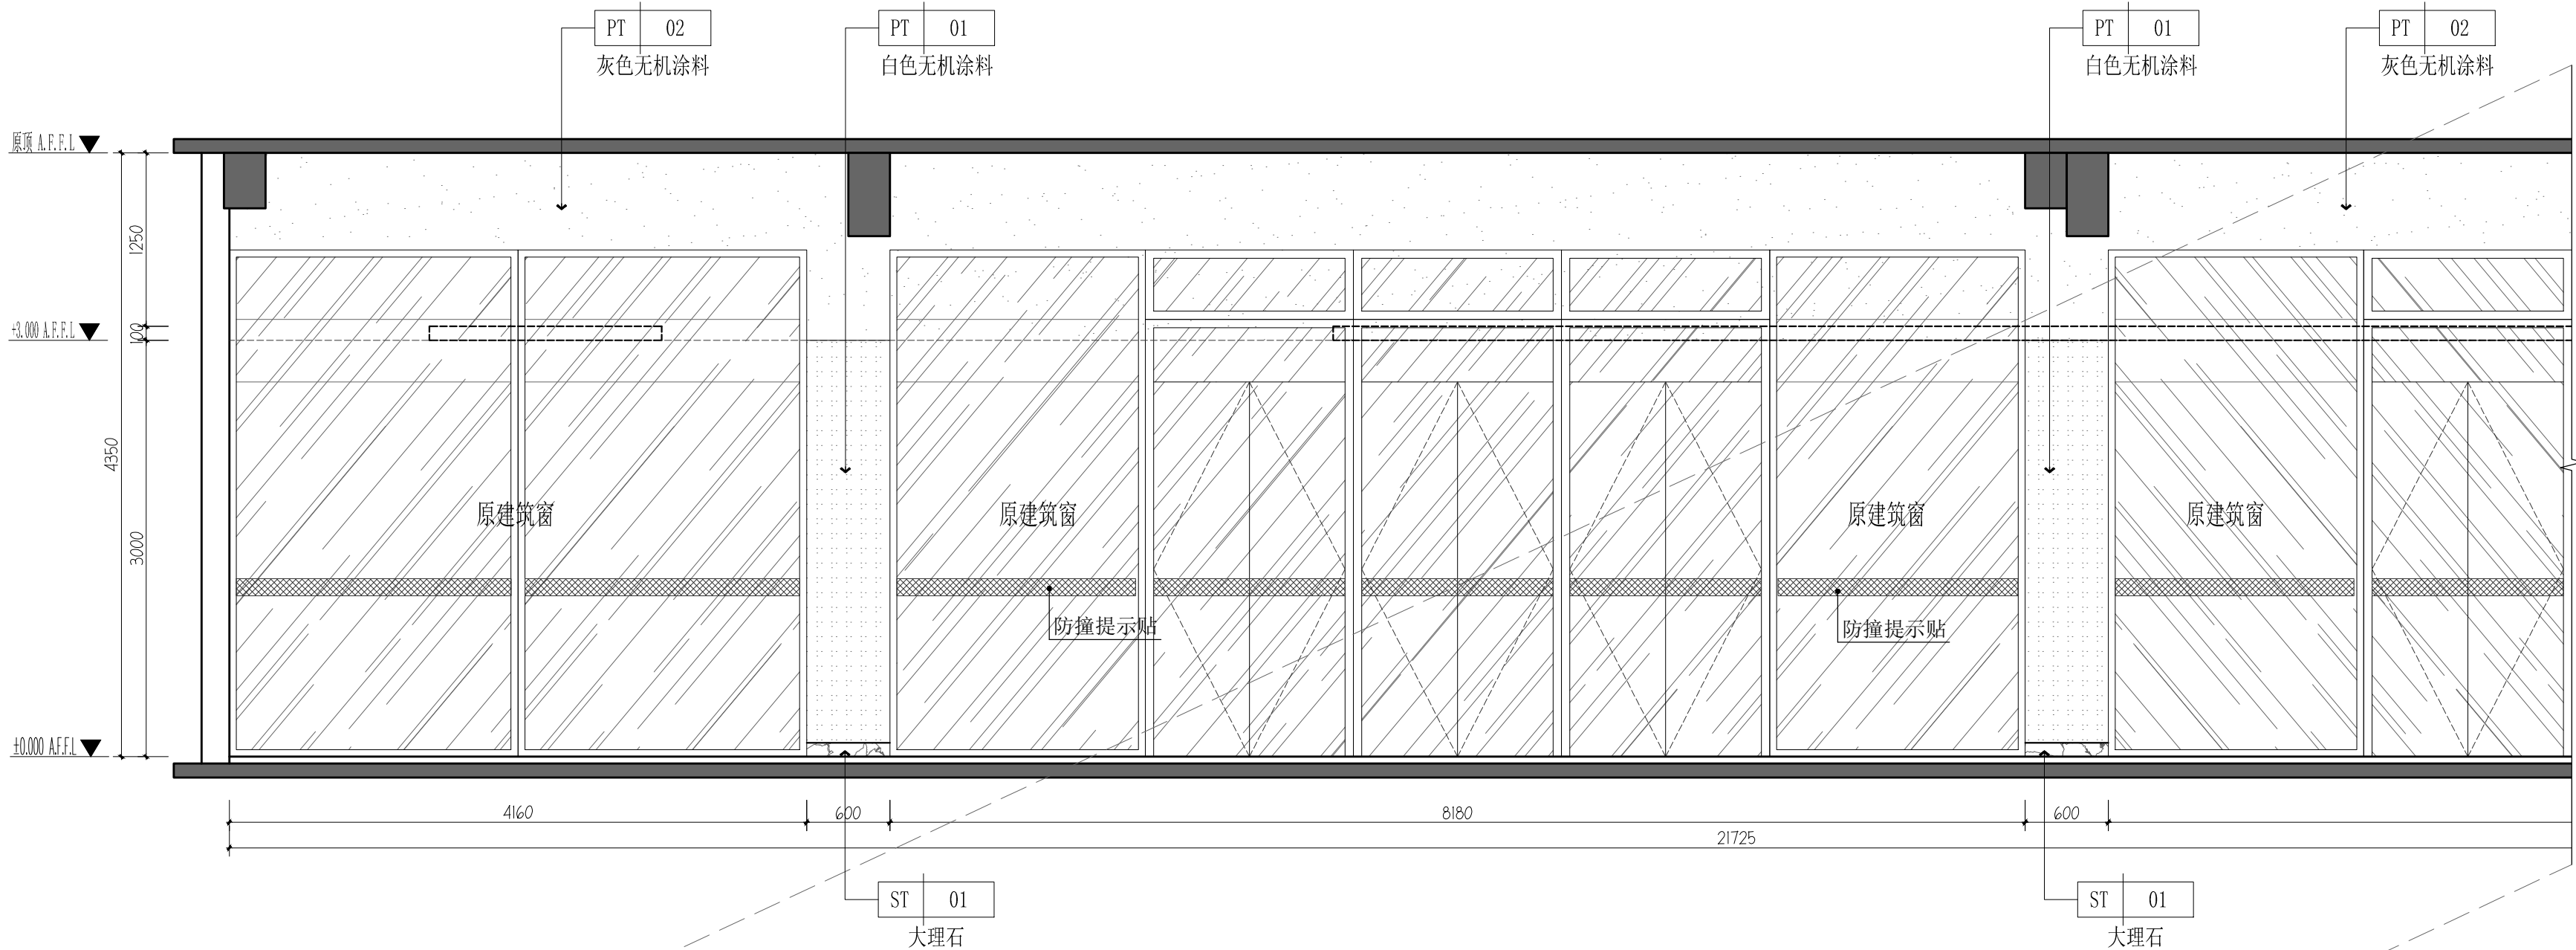 PT 02
灰色无机涂料
PT 01
白色无机涂料
PT 01
白色无机涂料
PT 02
灰色无机涂料
原顶 A.F.F.L
+3.000 A.F.F.L
±0.000 A.F.F.L
4350
1250
100
3000
原建筑窗
原建筑窗
原建筑窗
原建筑窗
防撞提示贴
防撞提示贴
4160
600
8180
600
21725
ST 01
大理石
ST 01
大理石